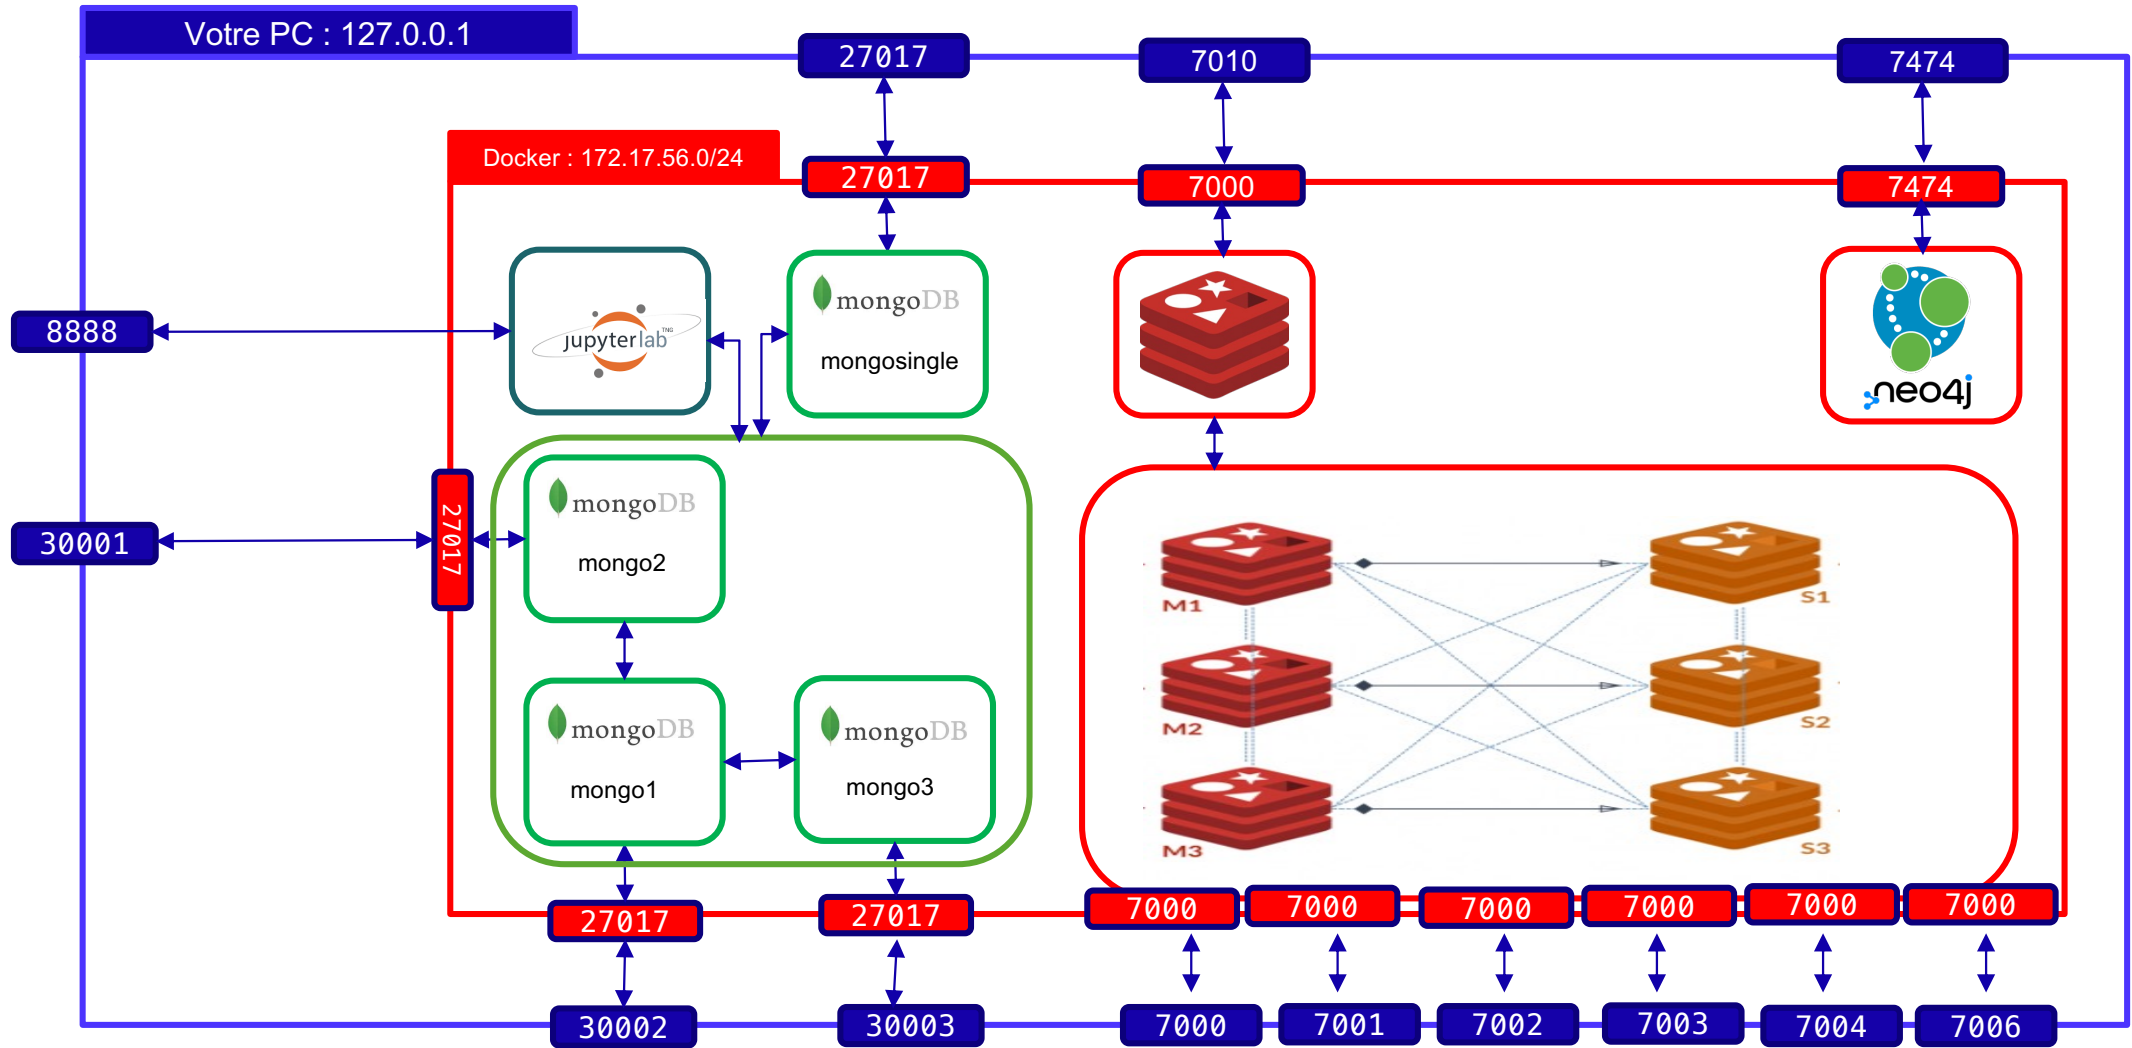 Votre PC : 127.0.0.1
27017
7010
7474
Docker : 172.17.56.0/24
27017
7000
7474
8888
jupyterlab TNG
mongoDB
mongosingle
neo4j
30001
27017
mongoDB
mongo2
mongoDB
mongo1
mongoDB
mongo3
M1
S1
M2
S2
M3
S3
27017
27017
7000
7000
7000
7000
7000
7000
30002
30003
7000
7001
7002
7003
7004
7006